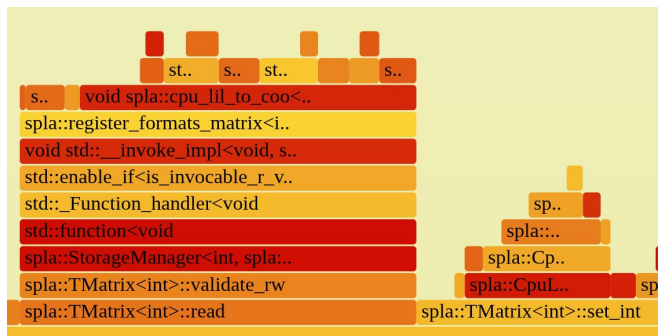 st..
s..
st..
s..
s..
void spla::cpu_lil_to_coo<..
spla::register_formats_matrix<i..
void std::__invoke_impl<void, s..
std::enable_if<is_invocable_r_v..
std::_Function_handler<void
sp..
std::function<void
spla::..
spla::StorageManager<int, spla:..
spla::Cp..
spla::TMatrix<int>::validate_rw
spla::CpuL..
sp
spla::TMatrix<int>::read
spla::TMatrix<int>::set_int